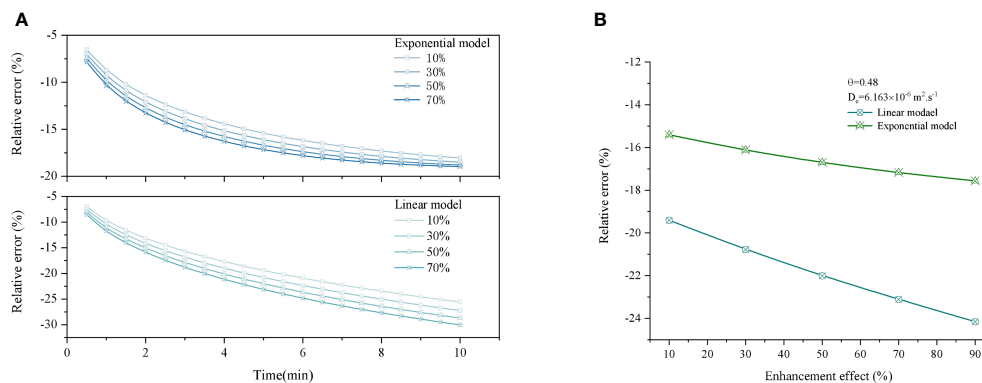 A
Relative error (%)
-5
-10
-15
-20
Exponential model
10%
30%
50%
70%
Relative error (%)
-5
-10
-15
-20
-25
-30
Linear model
10%
30%
50%
70%
0 2 4 6 8 10
Time(min)
B
Relative error (%)
-12
-14
-16
-18
-20
-22
-24
θ=0.48
De=6.163×10⁻⁶ m².s⁻¹
Linear modael
Exponential model
10 20 30 40 50 60 70 80 90
Enhancement effect (%)